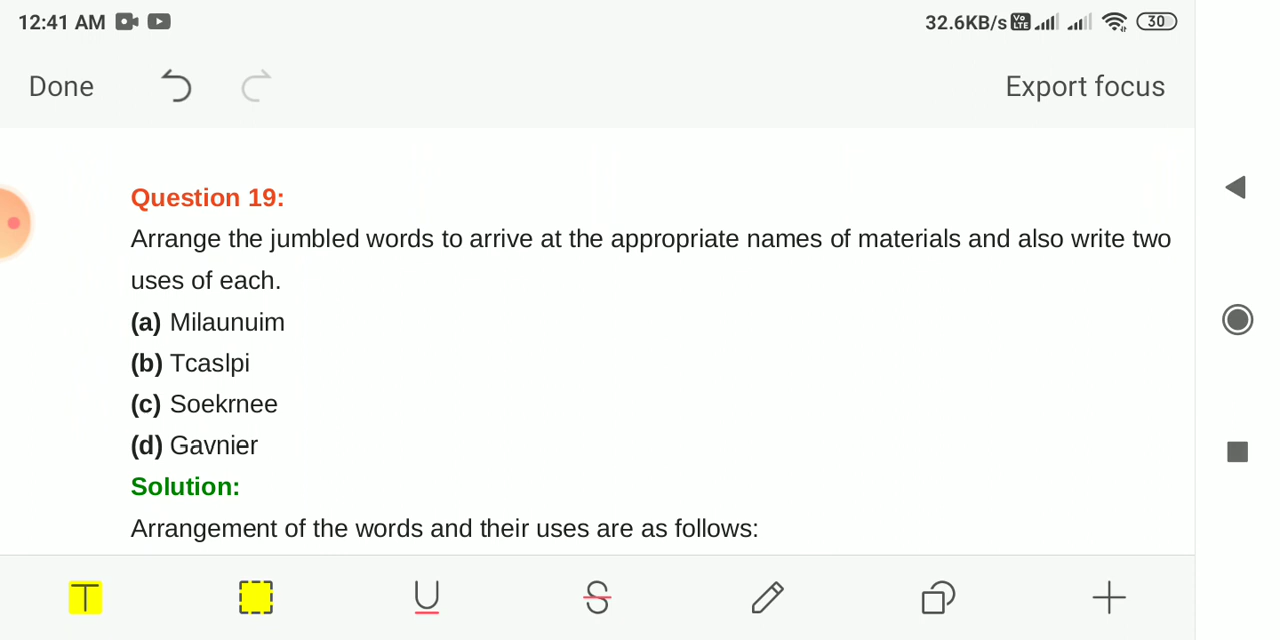 12:41 AM 32.6KB/s Vo LTE 30
Done Export focus
Question 19:
Arrange the jumbled words to arrive at the appropriate names of materials and also write two
uses of each.
(a) Milaunuim
(b) Tcaslpi
(c) Soekrnee
(d) Gavnier
Solution:
Arrangement of the words and their uses are as follows:
T U S